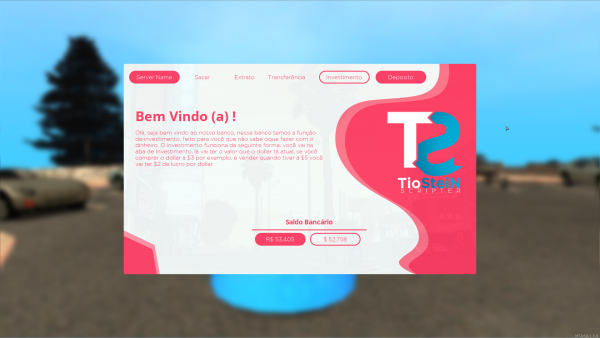 Server Name Sacar Extrato Transferência Investimento Deposito
Bem Vindo (a) !
Olá, seja bem vindo ao nosso banco, nesse banco temos a função
de investimento, feito para você que não sabe oque fazer com o
dinheiro. O investimento funciona da seguinte forma, você vai na
aba de Investimento, lá vai ter o valor que o dollar tá atual, se você
comprar o dollar a $3 por exemplo, e vender quando tiver a $5 você
vai ter $2 de lucro por dollar.
TS
TioSteiN
SCRIPTER
Saldo Bancário
R$ 53,405 $ 52,798